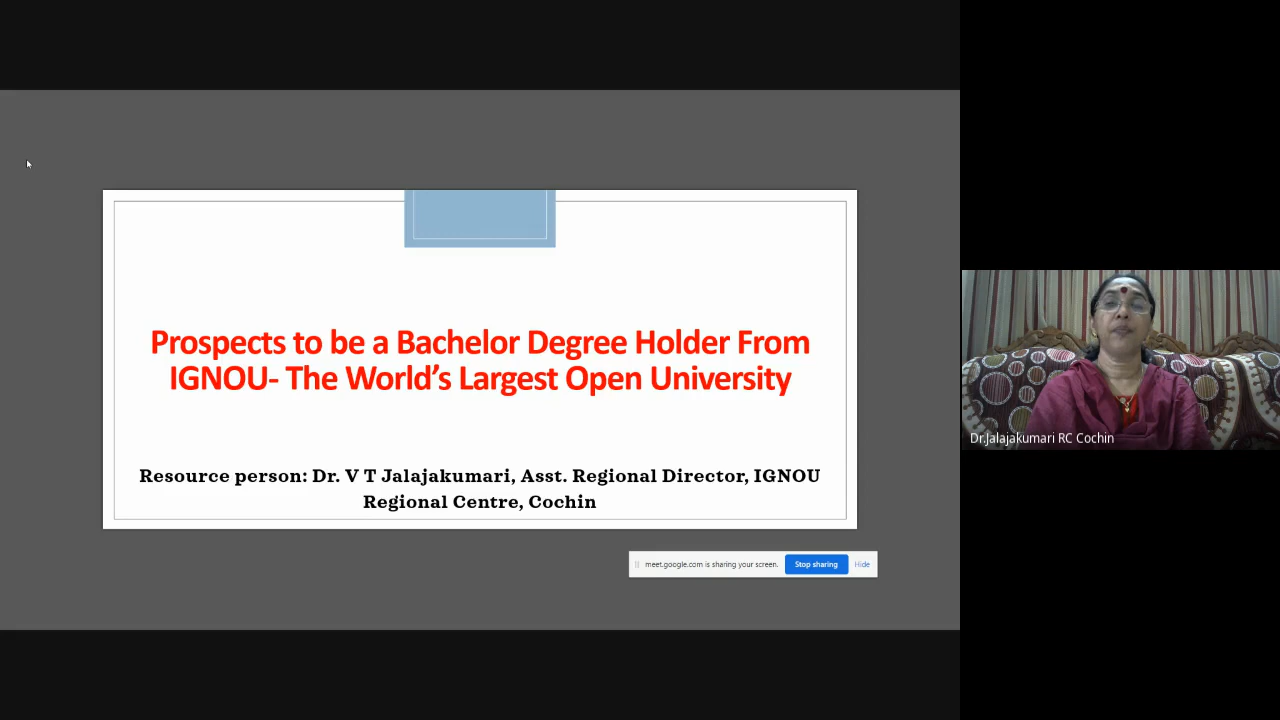 Prospects to be a Bachelor Degree Holder From
IGNOU- The World’s Largest Open University
Resource person: Dr. V T Jalajakumari, Asst. Regional Director, IGNOU
Regional Centre, Cochin
meet.google.com is sharing your screen.
Stop sharing
Hide
Dr.Jalajakumari RC Cochin